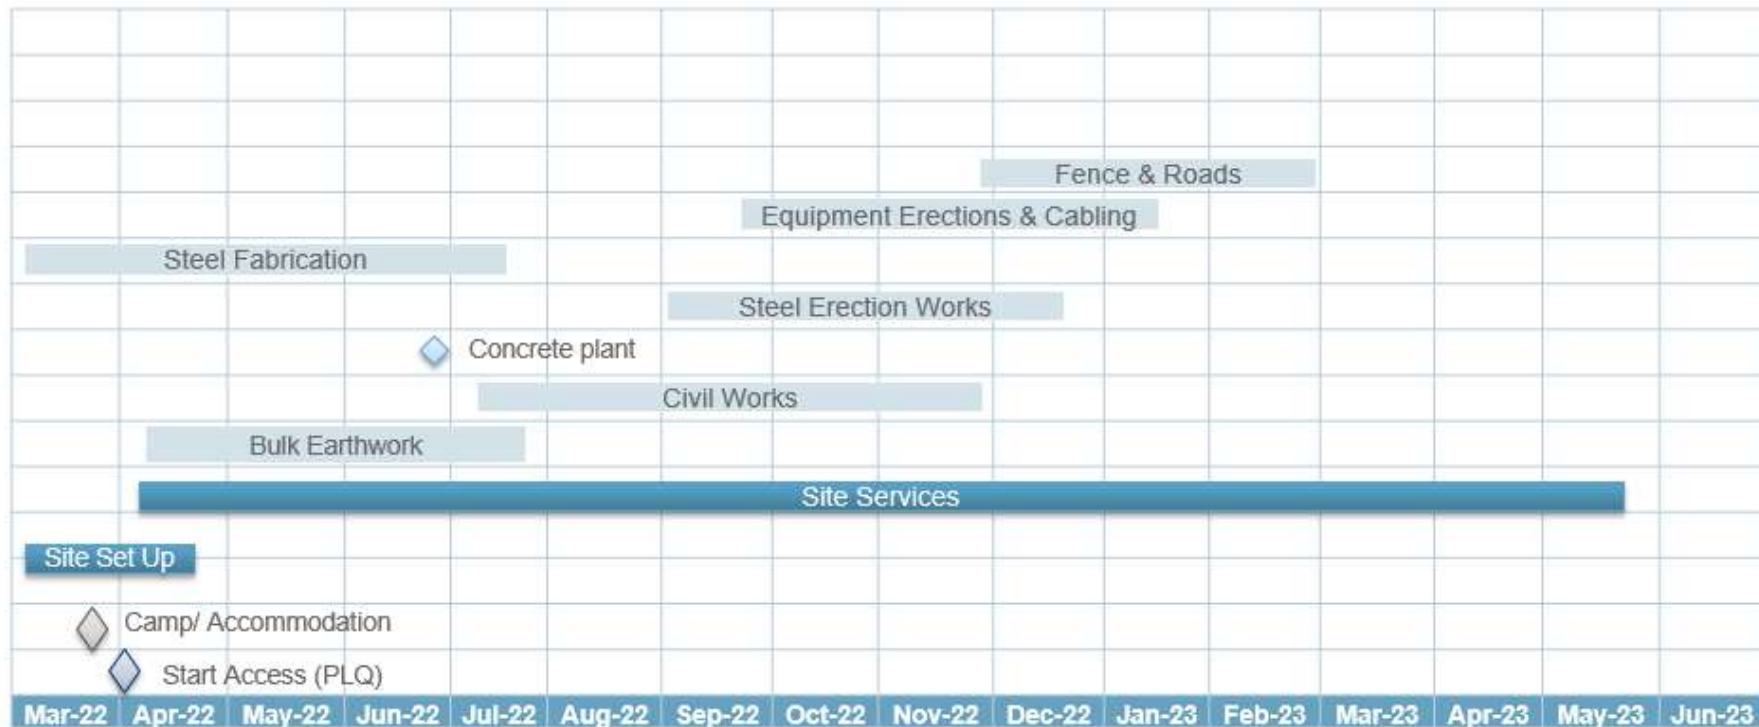 Fence & Roads
Equipment Erections & Cabling
Steel Fabrication
Steel Erection Works
Concrete plant
Civil Works
Bulk Earthwork
Site Services
Site Set Up
Camp/ Accommodation
Start Access (PLQ)
Mar-22 Apr-22 May-22 Jun-22 Jul-22 Aug-22 Sep-22 Oct-22 Nov-22 Dec-22 Jan-23 Feb-23 Mar-23 Apr-23 May-23 Jun-23